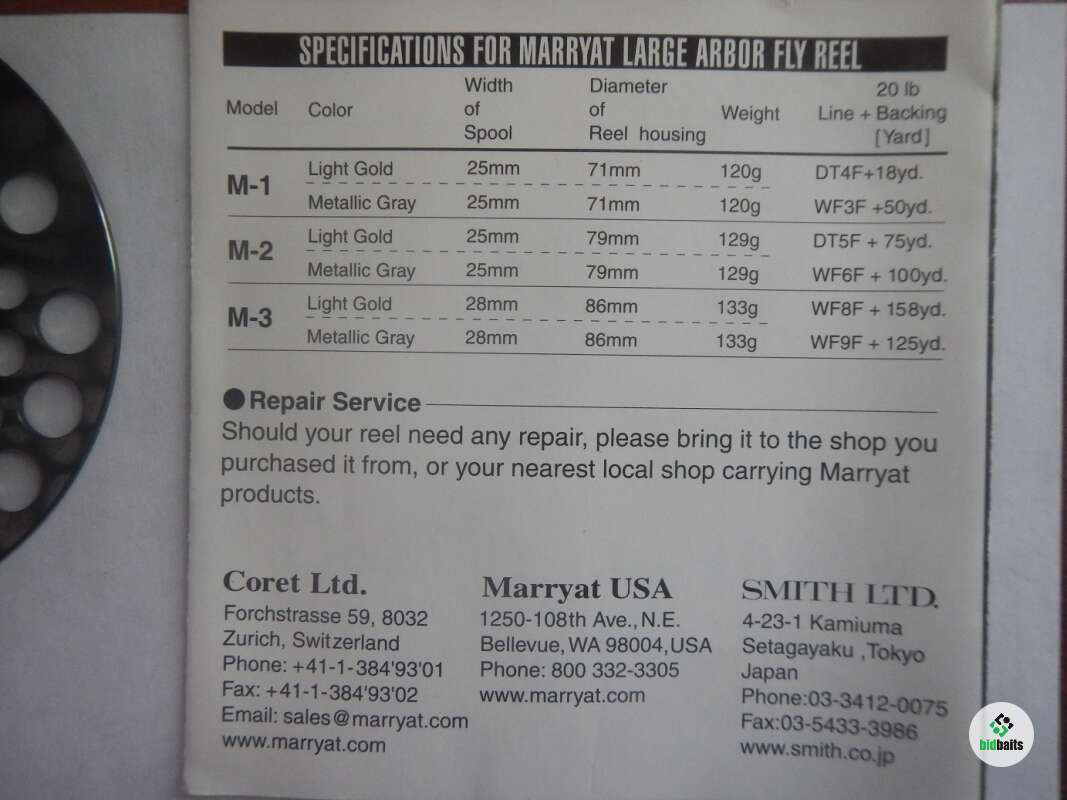 SPECIFICATIONS FOR MARRYAT LARGE ARBOR FLY REEL
Model Color Width of Spool Diameter of Reel housing Weight 20 lb Line + Backing [Yard]
M-1 Light Gold 25mm 71mm 120g DT4F+18yd.
Metallic Gray 25mm 71mm 120g WF3F +50yd.
M-2 Light Gold 25mm 79mm 129g DT5F + 75yd.
Metallic Gray 25mm 79mm 129g WF6F + 100yd.
M-3 Light Gold 28mm 86mm 133g WF8F + 158yd.
Metallic Gray 28mm 86mm 133g WF9F + 125yd.
●Repair Service
Should your reel need any repair, please bring it to the shop you
purchased it from, or your nearest local shop carrying Marryat
products.
Coret Ltd.
Forchstrasse 59, 8032
Zurich, Switzerland
Phone: +41-1-384'93'01
Fax: +41-1-384'93'02
Email: sales@marryat.com
www.marryat.com
Marryat USA
1250-108th Ave., N.E.
Bellevue, WA 98004, USA
Phone: 800 332-3305
www.marryat.com
SMITH LTD.
4-23-1 Kamiuma
Setagayaku ,Tokyo
Japan
Phone:03-3412-0075
Fax:03-5433-3986
www.smith.co.jp
bidbaits